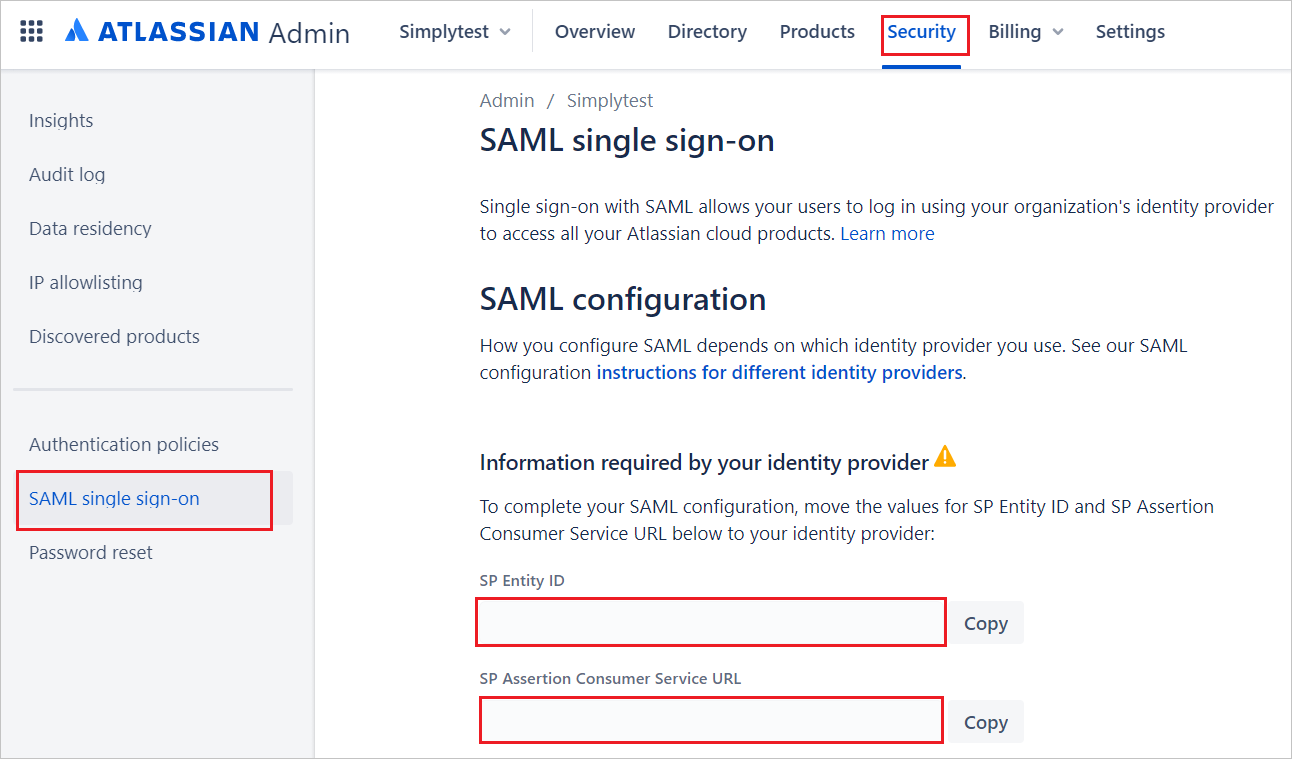 ATLASSIAN Admin Simplytest Overview Directory Products Security Billing Settings
Insights
Audit log
Data residency
IP allowlisting
Discovered products
Authentication policies
SAML single sign-on
Password reset
Admin / Simplytest
SAML single sign-on
Single sign-on with SAML allows your users to log in using your organization's identity provider
to access all your Atlassian cloud products. Learn more
SAML configuration
How you configure SAML depends on which identity provider you use. See our SAML
configuration instructions for different identity providers.
Information required by your identity provider
To complete your SAML configuration, move the values for SP Entity ID and SP Assertion
Consumer Service URL below to your identity provider:
SP Entity ID
Copy
SP Assertion Consumer Service URL
Copy